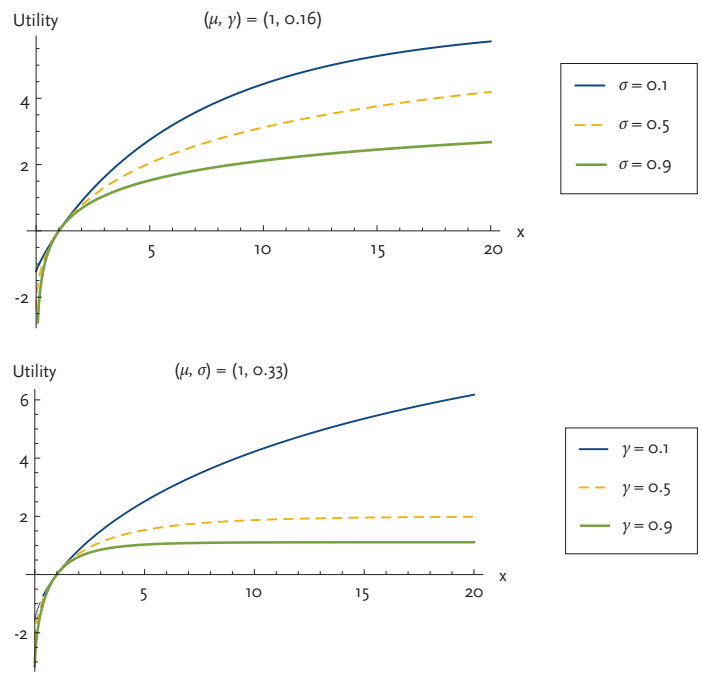 Utility
(μ, γ) = (1, 0.16)
4
2
-2
5
10
15
20
x
σ = 0.1
σ = 0.5
σ = 0.9
Utility
(μ, σ) = (1, 0.33)
6
4
2
-2
5
10
15
20
x
γ = 0.1
γ = 0.5
γ = 0.9